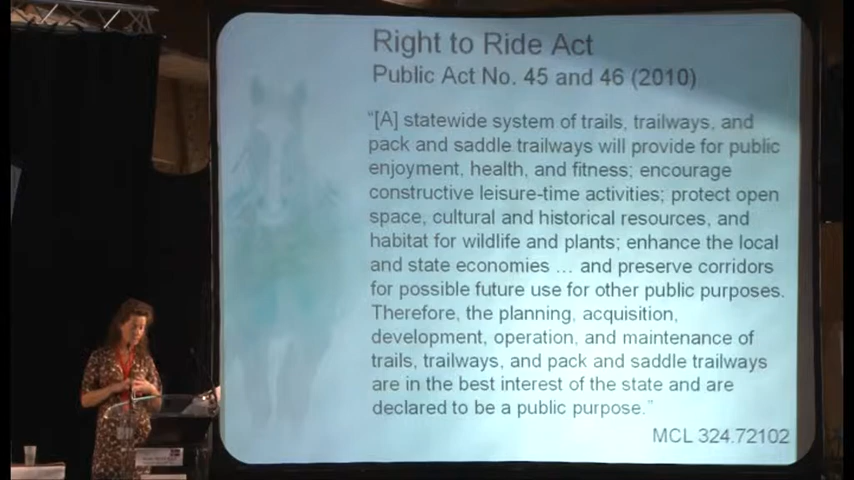 Right to Ride Act
Public Act No. 45 and 46 (2010)
“[A] statewide system of trails, trailways, and
pack and saddle trailways will provide for public
enjoyment, health, and fitness; encourage
constructive leisure-time activities; protect open
space, cultural and historical resources, and
habitat for wildlife and plants; enhance the local
and state economies … and preserve corridors
for possible future use for other public purposes.
Therefore, the planning, acquisition,
development, operation, and maintenance of
trails, trailways, and pack and saddle trailways
are in the best interest of the state and are
declared to be a public purpose.”
MCL 324.72102